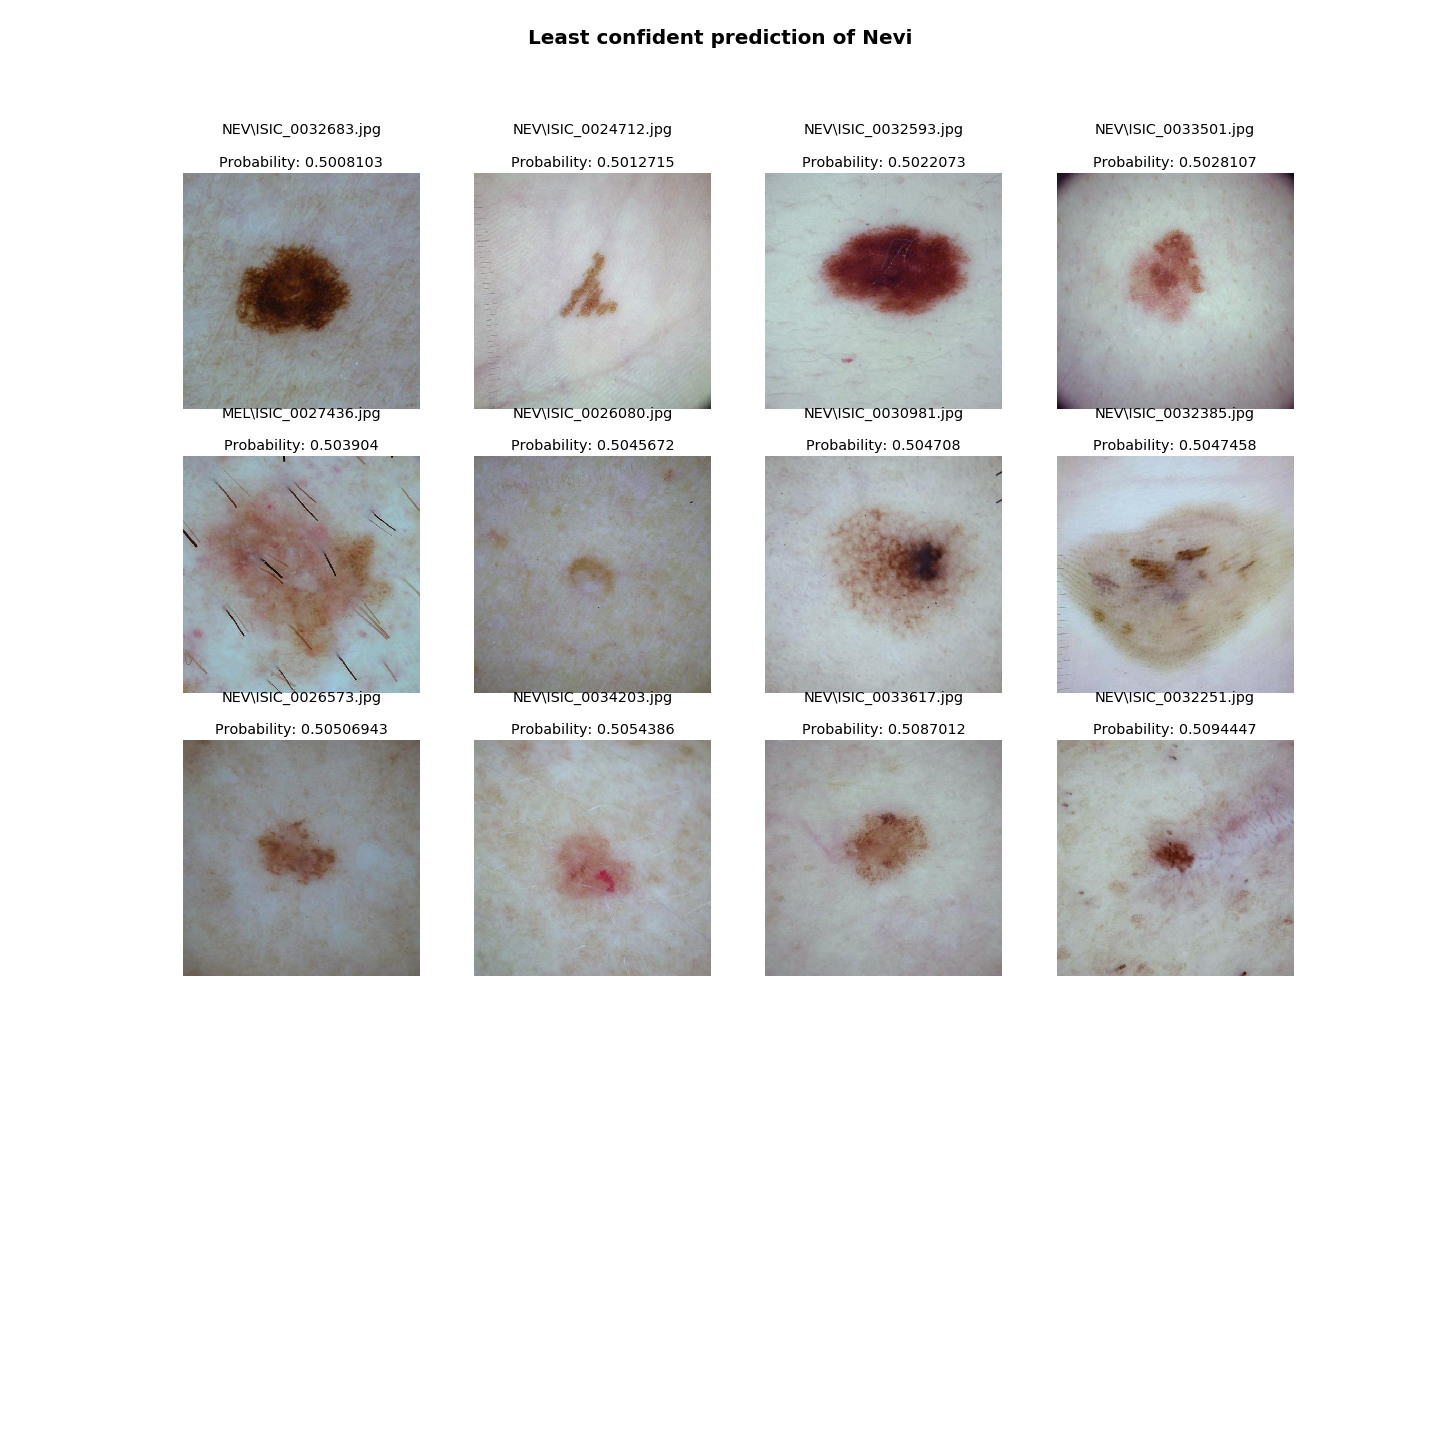 Least confident prediction of Nevi
NEV\ISIC_0032683.jpg
Probability: 0.5008103
NEV\ISIC_0024712.jpg
Probability: 0.5012715
NEV\ISIC_0032593.jpg
Probability: 0.5022073
NEV\ISIC_0033501.jpg
Probability: 0.5028107
MEL\ISIC_0027436.jpg
Probability: 0.503904
NEV\ISIC_0026080.jpg
Probability: 0.5045672
NEV\ISIC_0030981.jpg
Probability: 0.504708
NEV\ISIC_0032385.jpg
Probability: 0.5047458
NEV\ISIC_0026573.jpg
Probability: 0.50506943
NEV\ISIC_0034203.jpg
Probability: 0.5054386
NEV\ISIC_0033617.jpg
Probability: 0.5087012
NEV\ISIC_0032251.jpg
Probability: 0.5094447